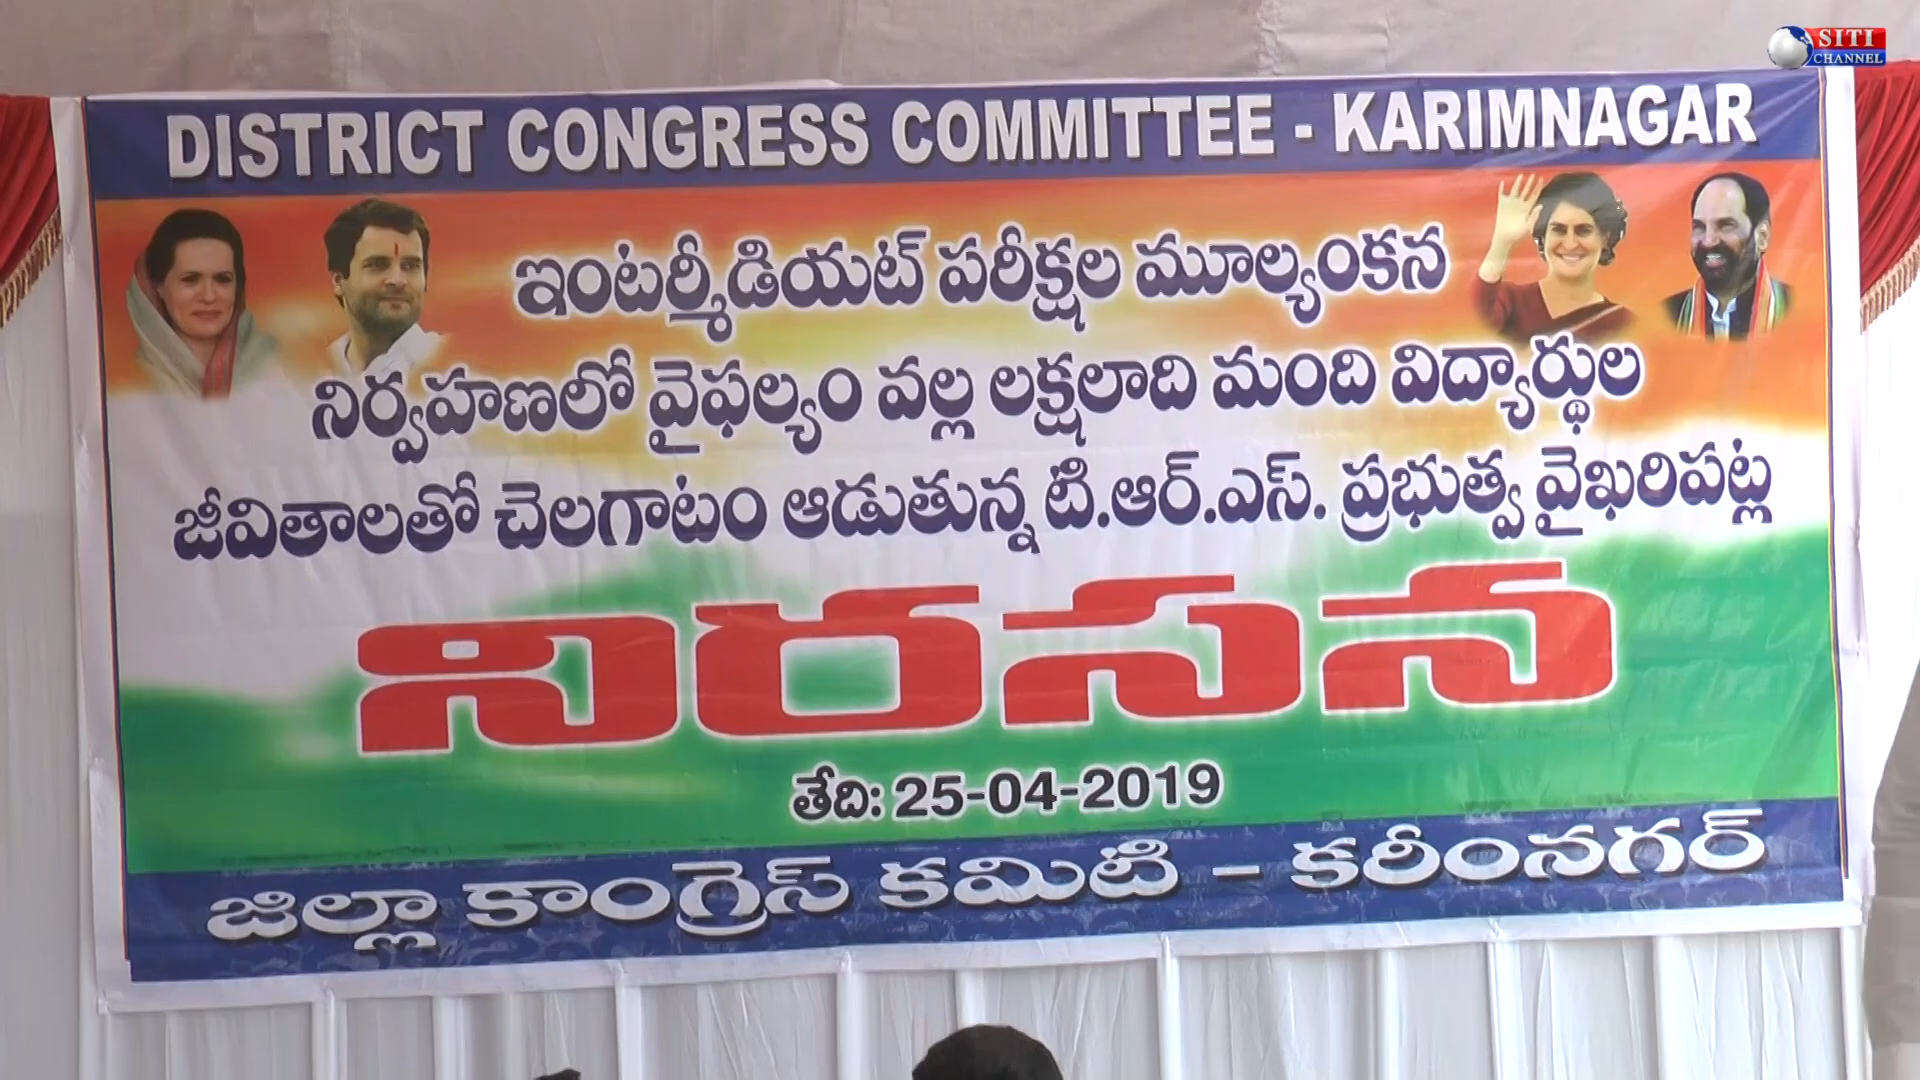 SITI
CHANNEL
DISTRICT CONGRESS COMMITTEE - KARIMNAGAR
ఇంటర్మీడియట్ పరీక్షల మూల్యంకన
నిర్వహణలో వైఫల్యం వల్ల లక్షలాది మంది విద్యార్థుల
జీవితాలతో చెలగాటం ఆడుతున్న టి.ఆర్.ఎస్. ప్రభుత్వ వైఖరిపట్ల
నిరసన
తేది: 25-04-2019
జిల్లా కాంగ్రెస్ కమిటి - కరీంనగర్